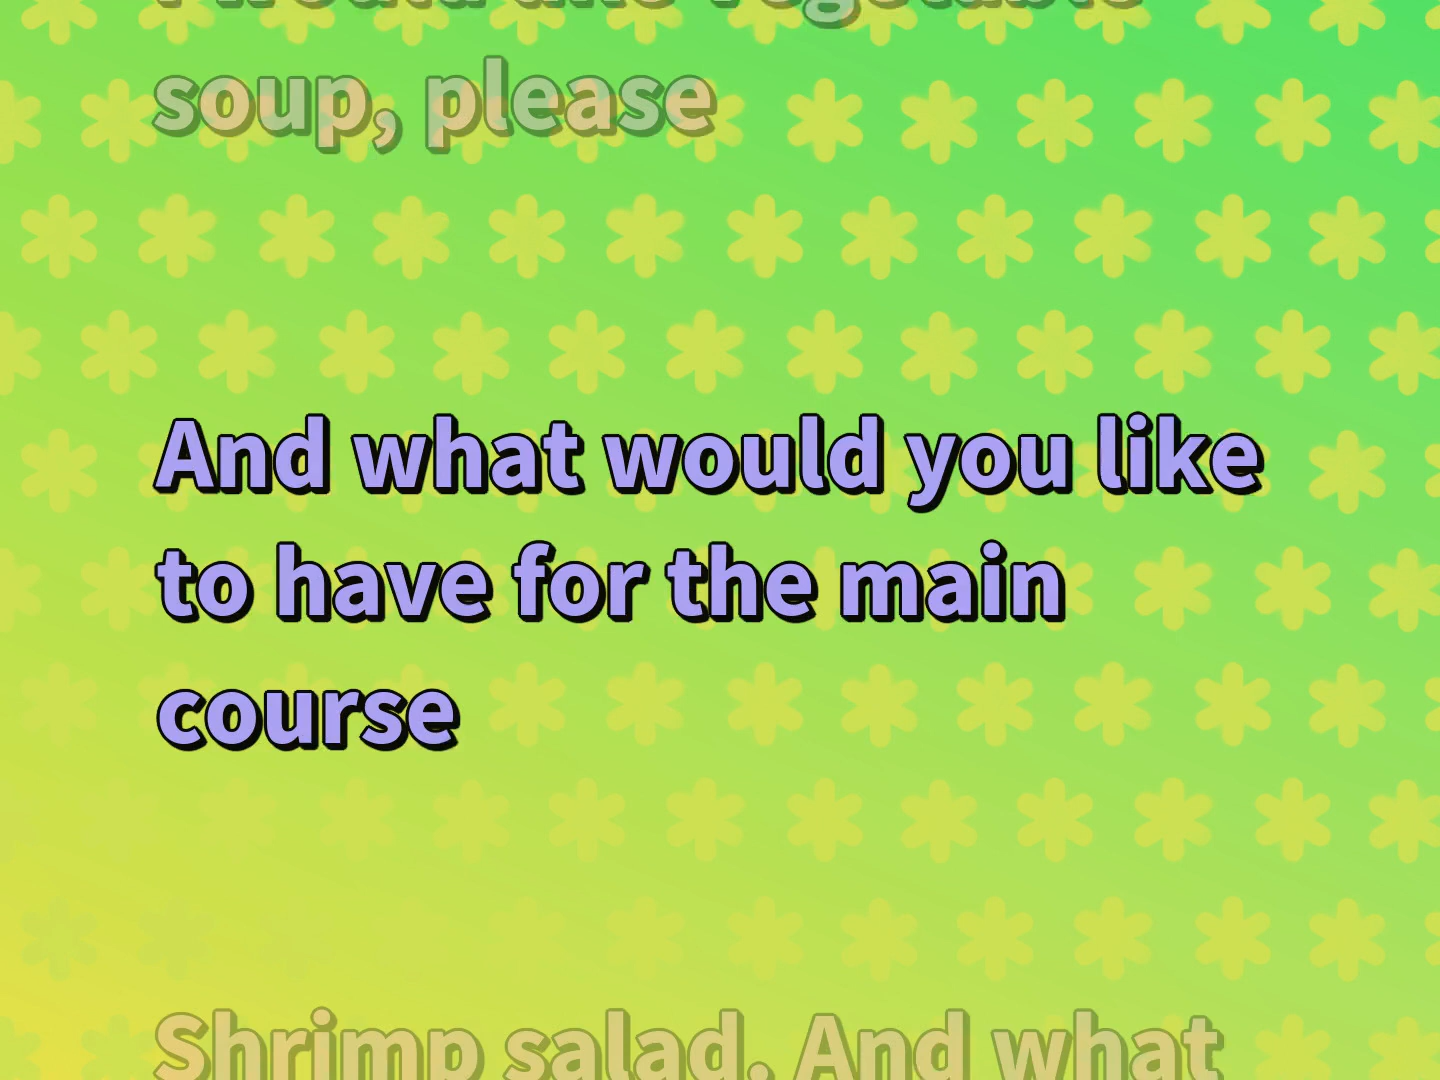 I would like vegetable
soup, please
And what would you like
to have for the main
course
Shrimp salad. And what